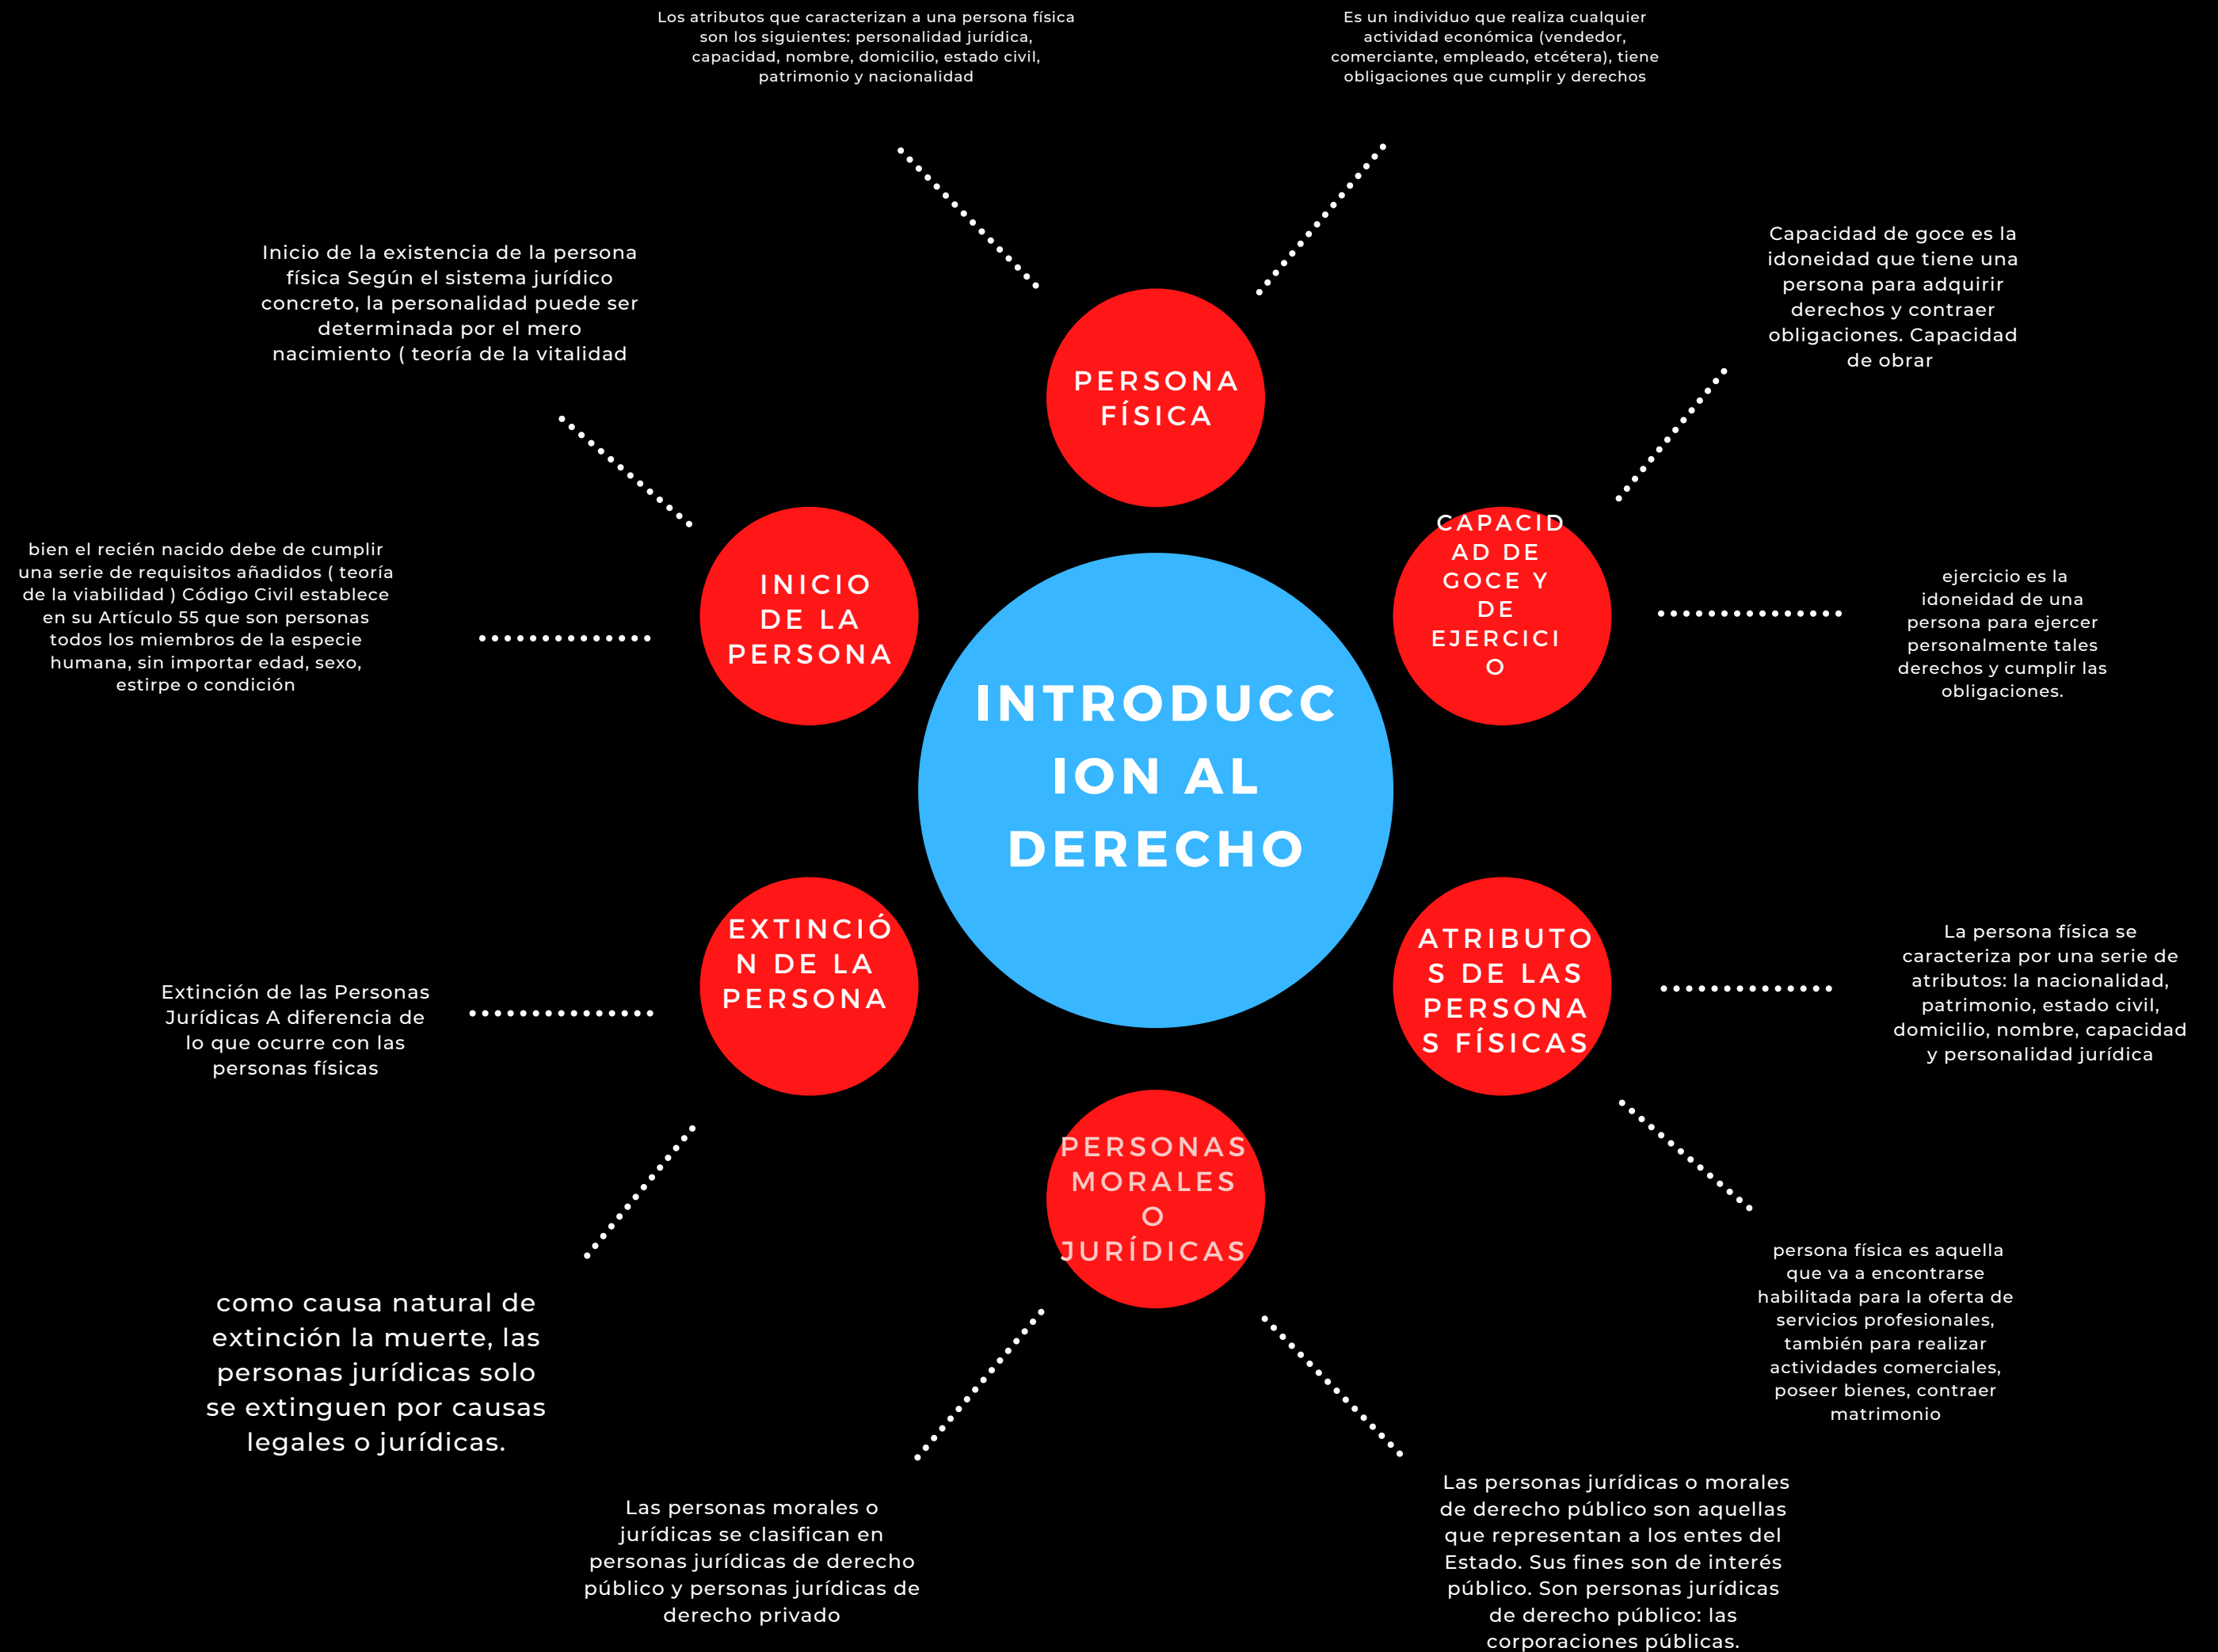 Los atributos que caracterizan a una persona física
son los siguientes: personalidad jurídica,
capacidad, nombre, domicilio, estado civil,
patrimonio y nacionalidad
Es un individuo que realiza cualquier
actividad económica (vendedor,
comerciante, empleado, etcétera), tiene
obligaciones que cumplir y derechos
Inicio de la existencia de la persona
física Según el sistema jurídico
concreto, la personalidad puede ser
determinada por el mero
nacimiento ( teoría de la vitalidad
Capacidad de goce es la
idoneidad que tiene una
persona para adquirir
derechos y contraer
obligaciones. Capacidad
de obrar
PERSONA
FÍSICA
bien el recién nacido debe de cumplir
una serie de requisitos añadidos ( teoría
de la viabilidad ) Código Civil establece
en su Artículo 55 que son personas
todos los miembros de la especie
humana, sin importar edad, sexo,
estirpe o condición
INICIO
DE LA
PERSONA
CAPACID
AD DE
GOCE Y
DE
EJERCICI
O
ejercicio es la
idoneidad de una
persona para ejercer
personalmente tales
derechos y cumplir las
obligaciones.
INTRODUCC
ION AL
DERECHO
Extinción de las Personas
Jurídicas A diferencia de
lo que ocurre con las
personas físicas
EXTINCIÓ
N DE LA
PERSONA
ATRIBUTO
S DE LAS
PERSONA
S FÍSICAS
La persona física se
caracteriza por una serie de
atributos: la nacionalidad,
patrimonio, estado civil,
domicilio, nombre, capacidad
y personalidad jurídica
PERSONAS
MORALES
O
JURÍDICAS
como causa natural de
extinción la muerte, las
personas jurídicas solo
se extinguen por causas
legales o jurídicas.
persona física es aquella
que va a encontrarse
habilitada para la oferta de
servicios profesionales,
también para realizar
actividades comerciales,
poseer bienes, contraer
matrimonio
Las personas morales o
jurídicas se clasifican en
personas jurídicas de derecho
público y personas jurídicas de
derecho privado
Las personas jurídicas o morales
de derecho público son aquellas
que representan a los entes del
Estado. Sus fines son de interés
público. Son personas jurídicas
de derecho público: las
corporaciones públicas.